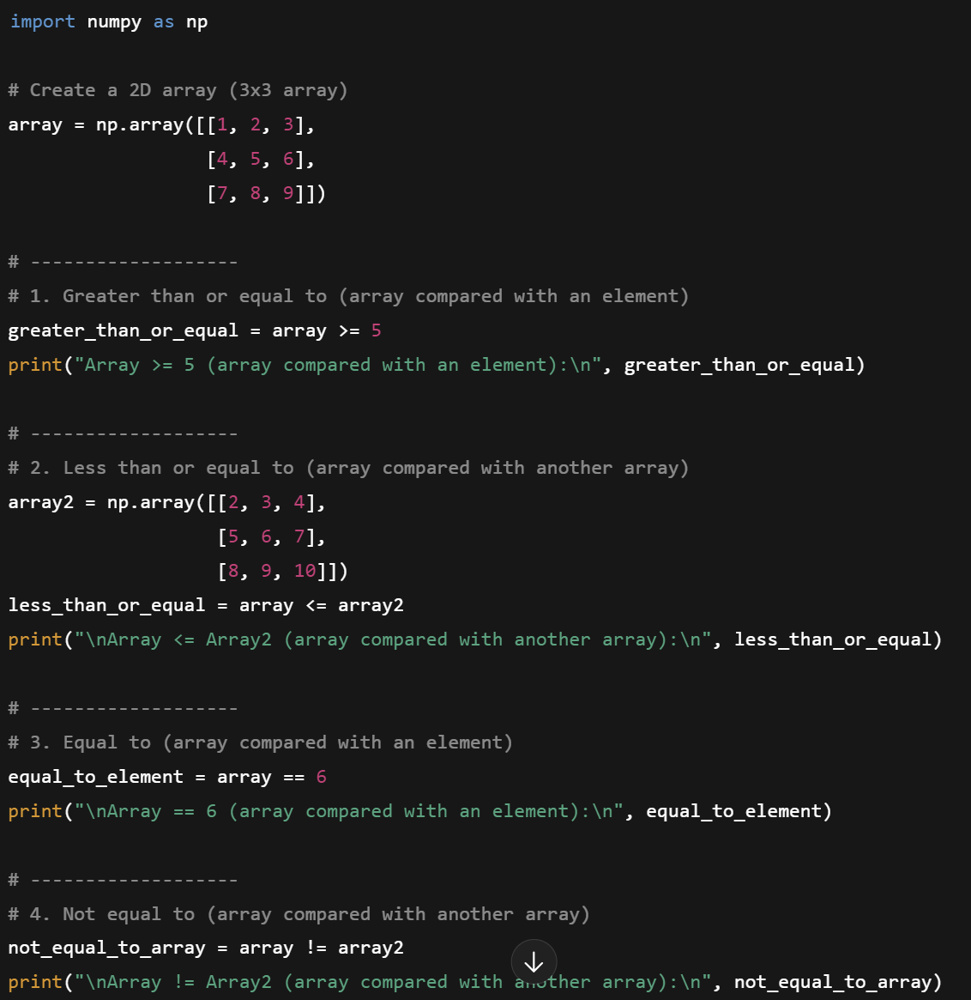 import numpy as np
# Create a 2D array (3x3 array)
array = np.array([[1, 2, 3],
                  [4, 5, 6],
                  [7, 8, 9]])
# -------------------
# 1. Greater than or equal to (array compared with an element)
greater_than_or_equal = array >= 5
print("Array >= 5 (array compared with an element):\n", greater_than_or_equal)
# -------------------
# 2. Less than or equal to (array compared with another array)
array2 = np.array([[2, 3, 4],
                   [5, 6, 7],
                   [8, 9, 10]])
less_than_or_equal = array <= array2
print("\nArray <= Array2 (array compared with another array):\n", less_than_or_equal)
# -------------------
# 3. Equal to (array compared with an element)
equal_to_element = array == 6
print("\nArray == 6 (array compared with an element):\n", equal_to_element)
# -------------------
# 4. Not equal to (array compared with another array)
not_equal_to_array = array != array2
print("\nArray != Array2 (array compared with another array):\n", not_equal_to_array)